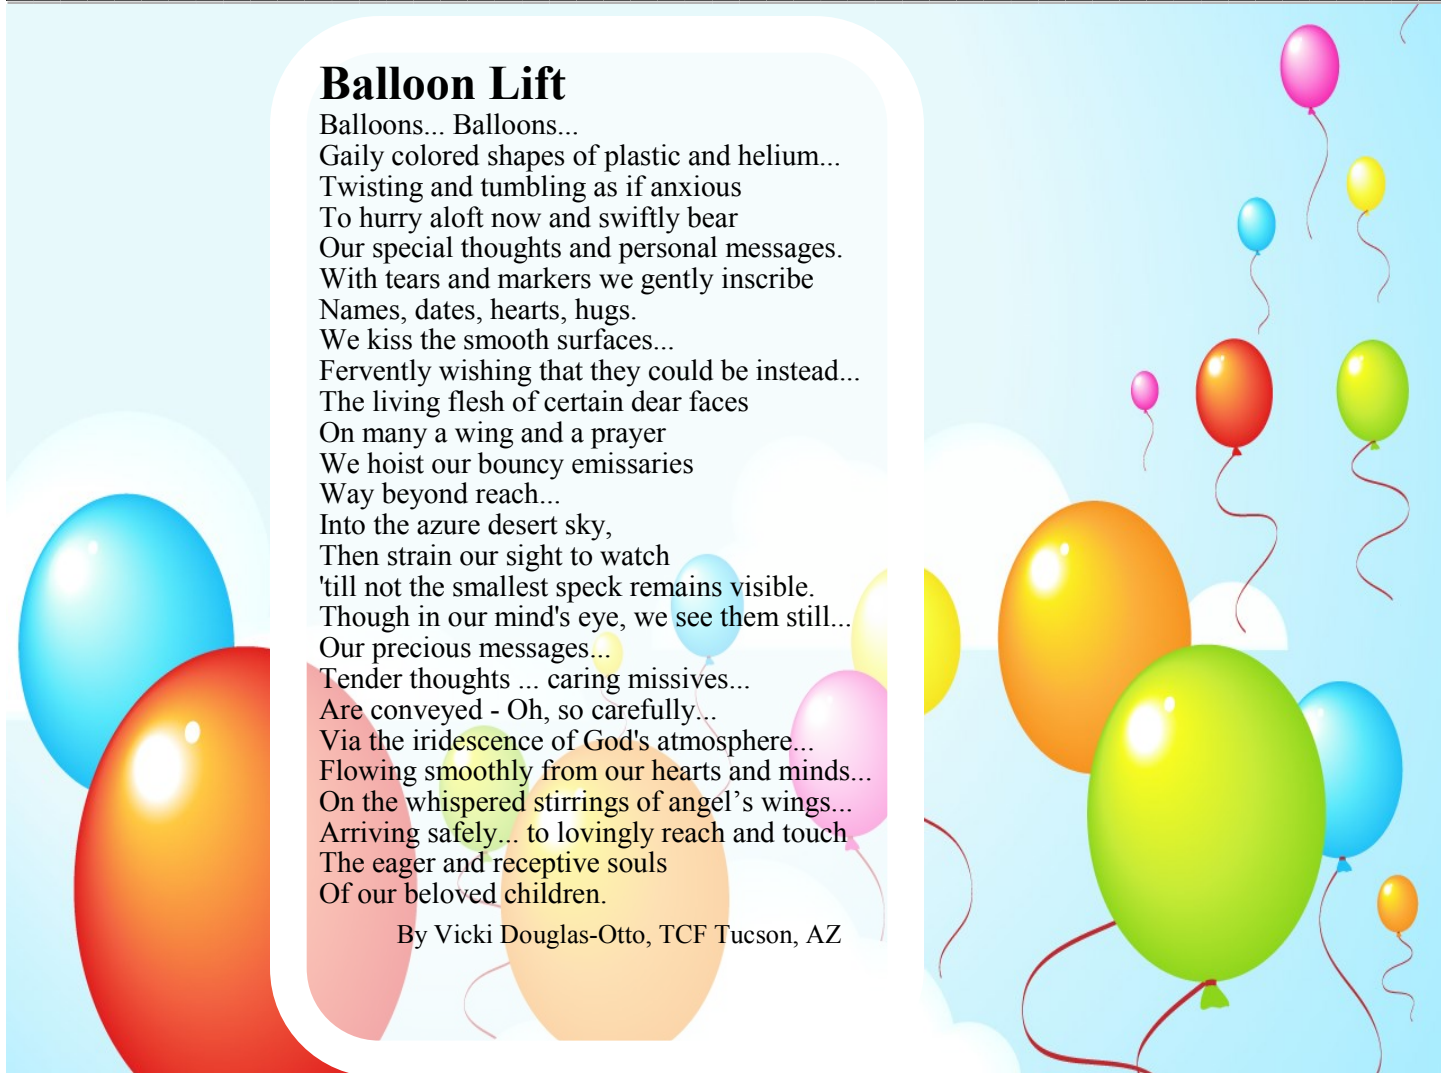 Balloon Lift
Balloons... Balloons...
Gaily colored shapes of plastic and helium...
Twisting and tumbling as if anxious
To hurry aloft now and swiftly bear
Our special thoughts and personal messages.
With tears and markers we gently inscribe
Names, dates, hearts, hugs.
We kiss the smooth surfaces...
Fervently wishing that they could be instead...
The living flesh of certain dear faces
On many a wing and a prayer
We hoist our bouncy emissaries
Way beyond reach...
Into the azure desert sky,
Then strain our sight to watch
'till not the smallest speck remains visible.
Though in our mind's eye, we see them still...
Our precious messages...
Tender thoughts ... caring missives...
Are conveyed - Oh, so carefully...
Via the iridescence of God's atmosphere...
Flowing smoothly from our hearts and minds...
On the whispered stirrings of angel’s wings...
Arriving safely... to lovingly reach and touch
The eager and receptive souls
Of our beloved children.
By Vicki Douglas-Otto, TCF Tucson, AZ